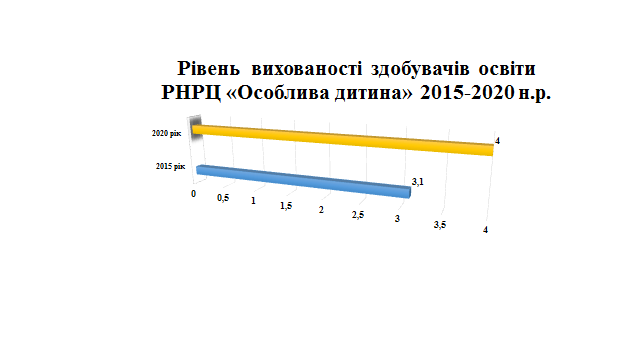 Рівень вихованості здобувачів освіти
РНРЦ «Особлива дитина» 2015-2020 н.р.
2020 рік
4
2015 рік
3,1
0
0,5
1
1,5
2
2,5
3
3,5
4